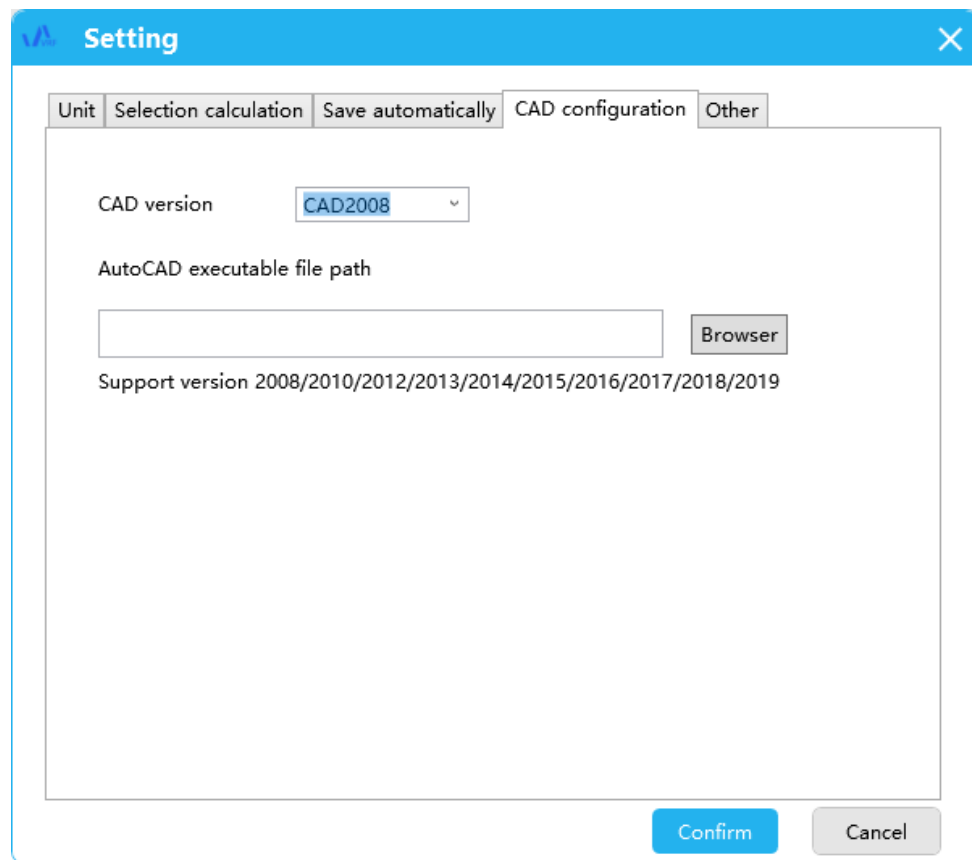 Setting
Unit Selection calculation Save automatically CAD configuration Other
CAD version CAD2008
AutoCAD executable file path
Browser
Support version 2008/2010/2012/2013/2014/2015/2016/2017/2018/2019
Confirm Cancel